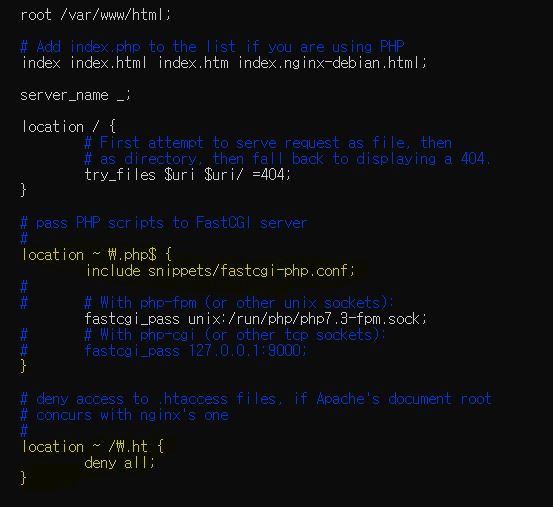 root /var/www/html;
# Add index.php to the list if you are using PHP
index index.html index.htm index.nginx-debian.html;
server_name _;
location / {
# First attempt to serve request as file, then
# as directory, then fall back to displaying a 404.
try_files $uri $uri/ =404;
}
# pass PHP scripts to FastCGI server
#
location ~ ₩.php$ {
include snippets/fastcgi-php.conf;
#
# # With php-fpm (or other unix sockets):
fastcgi_pass unix:/run/php/php7.3-fpm.sock;
# # With php-cgi (or other tcp sockets):
# fastcgi_pass 127.0.0.1:9000;
}
# deny access to .htaccess files, if Apache's document root
# concurs with nginx's one
#
location ~ /₩.ht {
deny all;
}